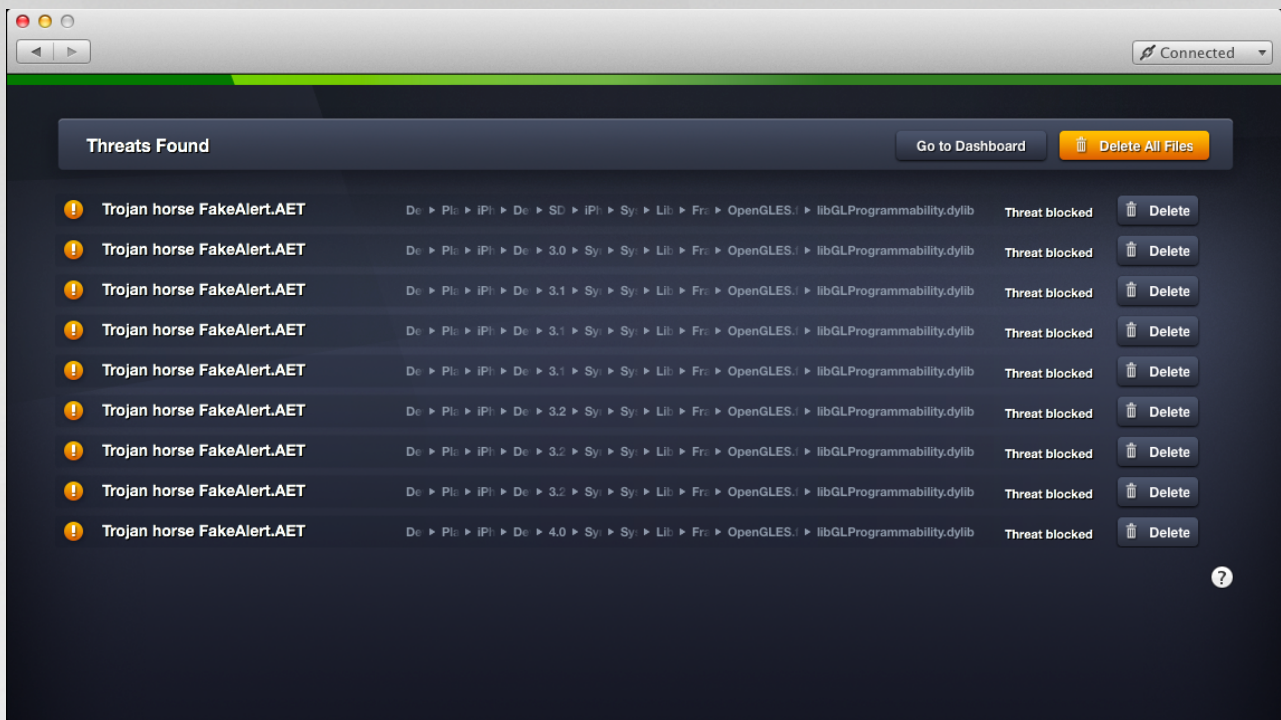 Connected
Threats Found Go to Dashboard Delete All Files
Trojan horse FakeAlert.AET De Pla iPh De SD iPh Sy Lib Fra OpenGLES. libGLProgrammability.dylib Threat blocked Delete
Trojan horse FakeAlert.AET De Pla iPh De 3.0 Sy Sy Lib Fra OpenGLES. libGLProgrammability.dylib Threat blocked Delete
Trojan horse FakeAlert.AET De Pla iPh De 3.1 Sy Sy Lib Fra OpenGLES. libGLProgrammability.dylib Threat blocked Delete
Trojan horse FakeAlert.AET De Pla iPh De 3.1 Sy Sy Lib Fra OpenGLES. libGLProgrammability.dylib Threat blocked Delete
Trojan horse FakeAlert.AET De Pla iPh De 3.1 Sy Sy Lib Fra OpenGLES. libGLProgrammability.dylib Threat blocked Delete
Trojan horse FakeAlert.AET De Pla iPh De 3.2 Sy Sy Lib Fra OpenGLES. libGLProgrammability.dylib Threat blocked Delete
Trojan horse FakeAlert.AET De Pla iPh De 3.2 Sy Sy Lib Fra OpenGLES. libGLProgrammability.dylib Threat blocked Delete
Trojan horse FakeAlert.AET De Pla iPh De 3.2 Sy Sy Lib Fra OpenGLES. libGLProgrammability.dylib Threat blocked Delete
Trojan horse FakeAlert.AET De Pla iPh De 4.0 Sy Sy Lib Fra OpenGLES. libGLProgrammability.dylib Threat blocked Delete
?